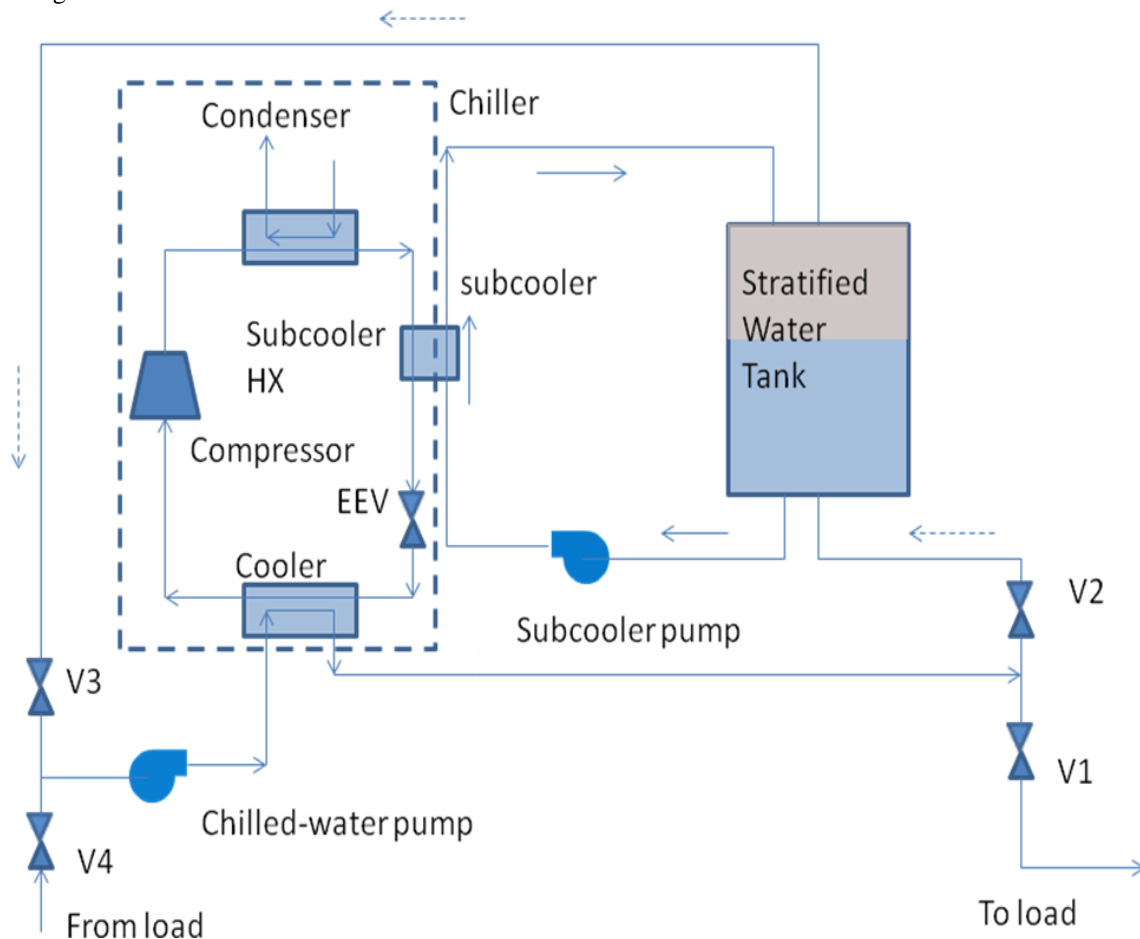 Condenser
Chiller
subcooler
Stratified
Water
Tank
Subcooler
HX
Compressor
EEV
Cooler
Subcooler pump
V2
V3
V1
Chilled-water pump
V4
From load
To load